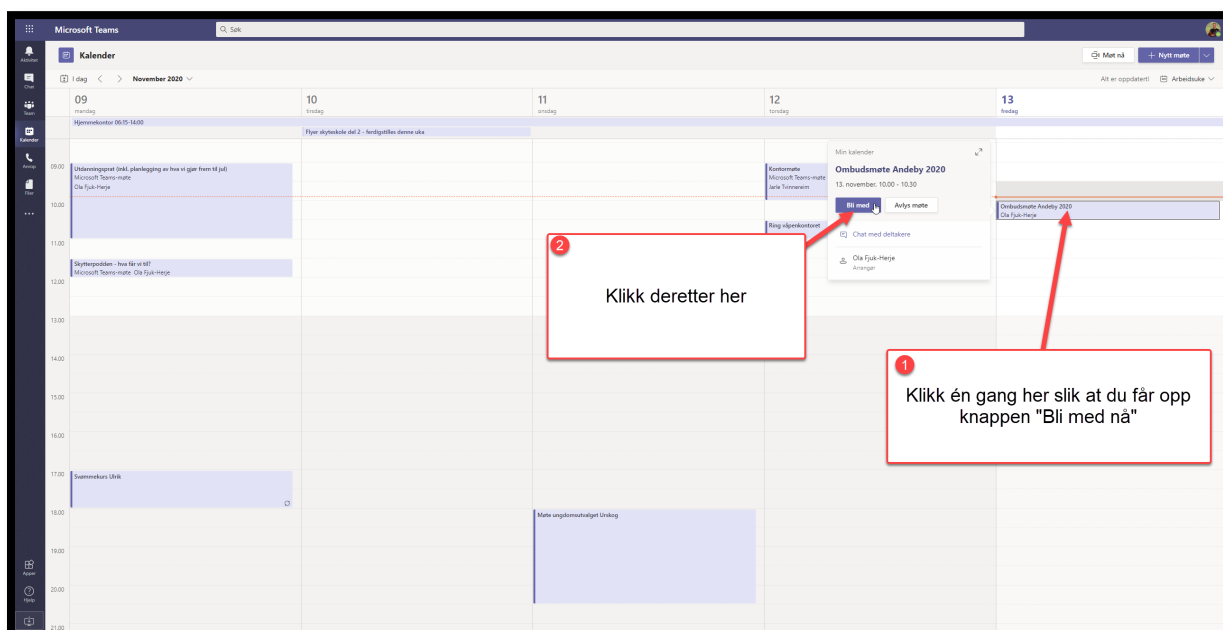 Microsoft Teams
Søk
Aktivitet
Kalender
Møt nå
+ Nytt møte
Chat
I dag
November 2020
Alt er oppdatert!
Arbeidsuke
Team
09
mandag
10
tirsdag
11
onsdag
12
torsdag
13
fredag
Kalender
Hjemmekontor 06:15-14:00
Flyer skyteskole del 2 - ferdigstilles denne uka
Anrop
Filer
09.00
10.00
11.00
12.00
13.00
14.00
15.00
16.00
17.00
18.00
19.00
20.00
21.00
Utdanningsprat (inkl. planlegging av hva vi gjør frem til jul)
Microsoft Teams-møte
Ola Fjuk-Herje
Skytterpodden - hva får vi til?
Microsoft Teams-møte Ola Fjuk-Herje
Svømmekurs Ulrik
Møte ungdomsutvalget Urskog
Kontormøte
Microsoft Teams-møte
Jarle Tvinnereim
Ring våpenkontoret
Min kalender
Ombudsmøte Andeby 2020
13. november. 10.00 - 10.30
Bli med
Avlys møte
Chat med deltakere
Ola Fjuk-Herje
Arrangør
Ombudsmøte Andeby 2020
Ola Fjuk-Herje
2
Klikk deretter her
1
Klikk én gang her slik at du får opp
knappen "Bli med nå"
Apper
Hjelp